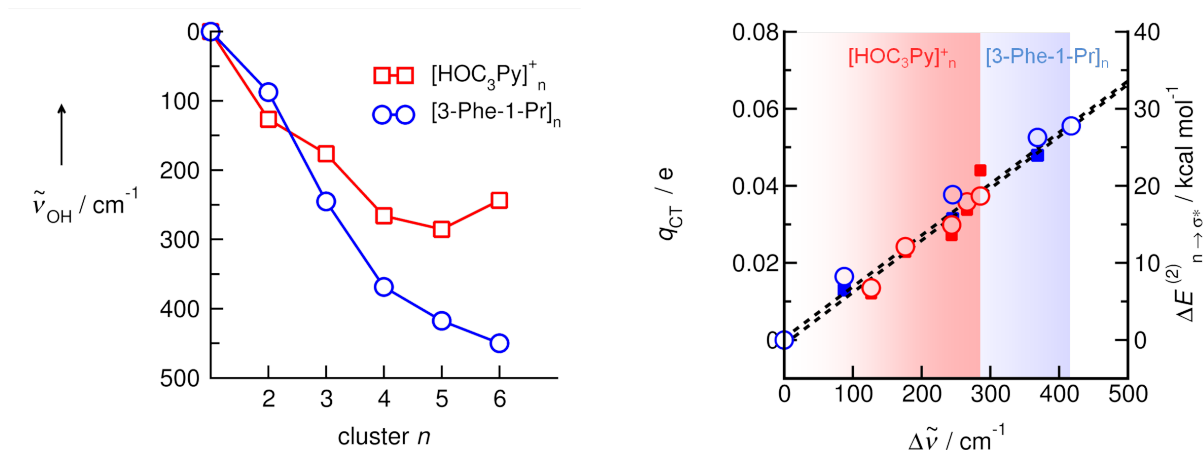 0
100
200
300
400
500
ṽOH / cm-1
[HOC3Py]+n
[3-Phe-1-Pr]n
2 3 4 5 6
cluster n
0.08
0.06
0.04
0.02
0
qCT / e
[HOC3Py]+n [3-Phe-1-Pr]n
40
30
20
10
0
ΔE(2)n→σ* / kcal mol-1
0 100 200 300 400 500
Δṽ / cm-1